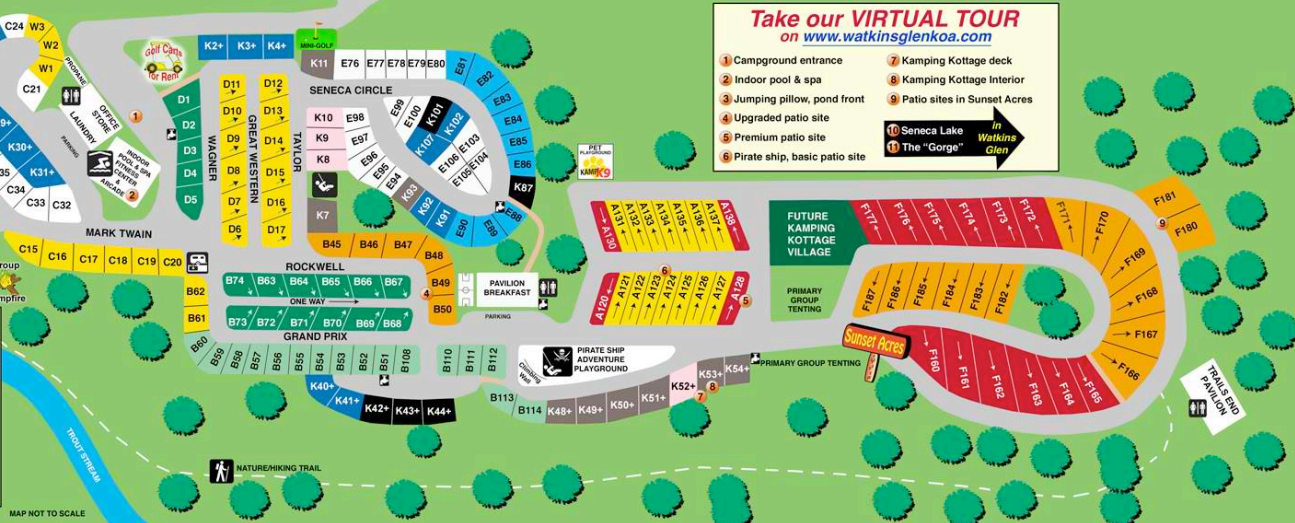 Take our VIRTUAL TOUR
on www.watkinsglenkoa.com
1 Campground entrance
2 Indoor pool & spa
3 Jumping pillow, pond front
4 Upgraded patio site
5 Premium patio site
6 Pirate ship, basic patio site
7 Kamping Kottage deck
8 Kamping Kottage Interior
9 Patio sites in Sunset Acres
10 Seneca Lake
11 The "Gorge"
in
Watkins
Glen
C24
W3
W2
W1
C21
PROPANE
OFFICE
STORE
LAUNDRY
PARKING
INDOOR
POOL & SPA
FITNESS
CENTER
&
ARCADE
2
1
9+
K30+
K31+
35
C34
C33
C32
Golf Carts
for Rent
K2+
K3+
K4+
MINI-GOLF
K11
E76
E77
E78
E79
E80
E81
E82
E83
E84
E85
E86
K87
E88
E89
E90
K91
K92
K93
E94
E95
E96
E97
E98
E99
E100
K101
K102
K107
E103
E104
E106
E105
SENECA CIRCLE
D1
D2
D3
D4
D5
WAGNER
D11
D10
D9
D8
D7
D6
GREAT WESTERN
D12
D13
D14
D15
D16
D17
TAYLOR
K10
K9
K8
K7
MARK TWAIN
C15
C16
C17
C18
C19
C20
roup
mpfire
B45
B46
B47
B48
B49
B50
4
ROCKWELL
B74
B63
B64
B65
B66
B67
ONE WAY
B73
B72
B71
B70
B69
B68
GRAND PRIX
B62
B61
B60
B59
B58
B57
B56
B55
B54
B53
B52
B51
B108
B110
B111
B112
B113
B114
K40+
K41+
K42+
K43+
K44+
K48+
K49+
K50+
K51+
K52+
K53+
K54+
7
8
PAVILION
BREAKFAST
PARKING
Climbing
Wall
PIRATE SHIP
ADVENTURE
PLAYGROUND
PRIMARY GROUP TENTING
PET
PLAYGROUND
KAMP K9
A130
A131
A132
A133
A134
A135
A136
A137
A138
6
A120
A121
A122
A123
A124
A125
A126
A127
A128
5
FUTURE
KAMPING
KOTTAGE
VILLAGE
PRIMARY
GROUP
TENTING
F177
F176
F175
F174
F173
F172
F171
F170
F169
F168
F167
F166
F181
F180
9
F187
F186
F185
F184
F183
F182
Sunset Acres
F160
F161
F162
F163
F164
F165
TRAILS END
PAVILION
TROUT STREAM
NATURE/HIKING TRAIL
MAP NOT TO SCALE